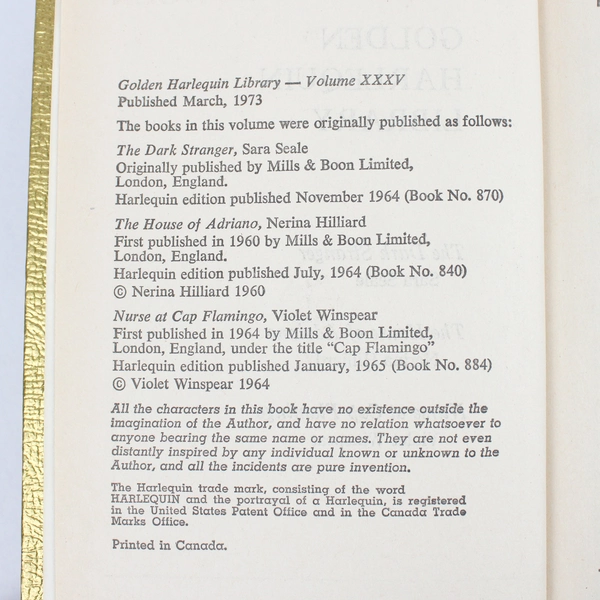 Golden Harlequin Library — Volume XXXV
Published March, 1973
The books in this volume were originally published as follows:
The Dark Stranger, Sara Seale
Originally published by Mills & Boon Limited,
London, England.
Harlequin edition published November 1964 (Book No. 870)
The House of Adriano, Nerina Hilliard
First published in 1960 by Mills & Boon Limited,
London, England.
Harlequin edition published July, 1964 (Book No. 840)
© Nerina Hilliard 1960
Nurse at Cap Flamingo, Violet Winspear
First published in 1964 by Mills & Boon Limited,
London, England, under the title “Cap Flamingo”
Harlequin edition published January, 1965 (Book No. 884)
© Violet Winspear 1964
All the characters in this book have no existence outside the
imagination of the Author, and have no relation whatsoever to
anyone bearing the same name or names. They are not even
distantly inspired by any individual known or unknown to the
Author, and all the incidents are pure invention.
The Harlequin trade mark, consisting of the word
HARLEQUIN and the portrayal of a Harlequin, is registered
in the United States Patent Office and in the Canada Trade
Marks Office.
Printed in Canada.